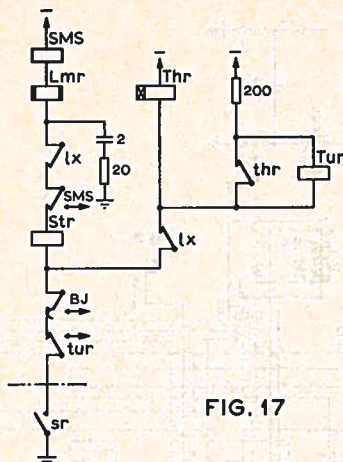 SMS
Lmr
Thr
200
2
20
lx
SMS
Str
thr
Tur
lx
BJ
tur
sr
FIG. 17